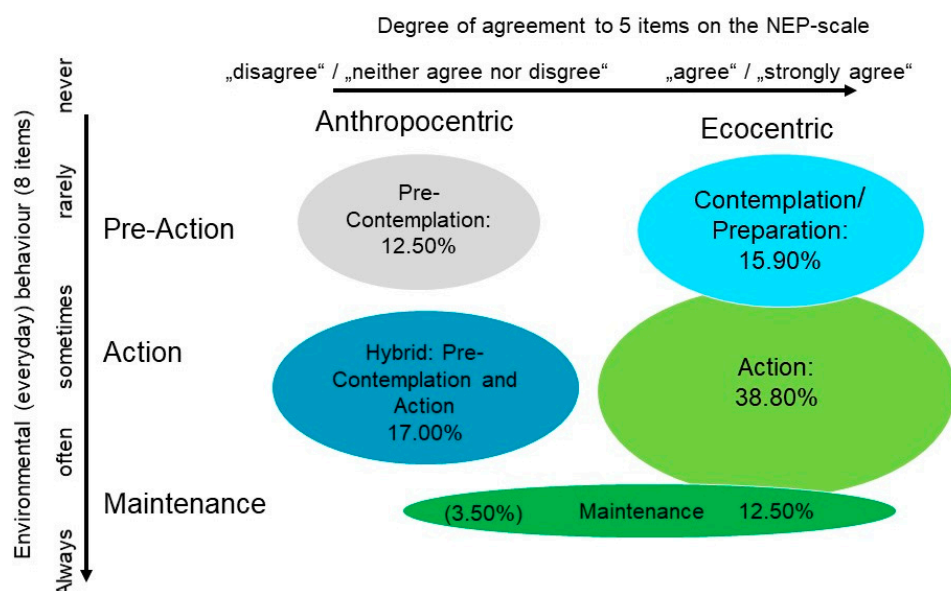 Degree of agreement to 5 items on the NEP-scale
„disagree“ / „neither agree nor disgree“ „agree“ / „strongly agree“
Anthropocentric Ecocentric
Environmental (everyday) behaviour (8 items)
never
rarely
sometimes
often
Always
Pre-Action
Pre-
Contemplation:
12.50%
Contemplation/
Preparation:
15.90%
Action
Hybrid: Pre-
Contemplation and
Action
17.00%
Action:
38.80%
Maintenance
(3.50%) Maintenance 12.50%